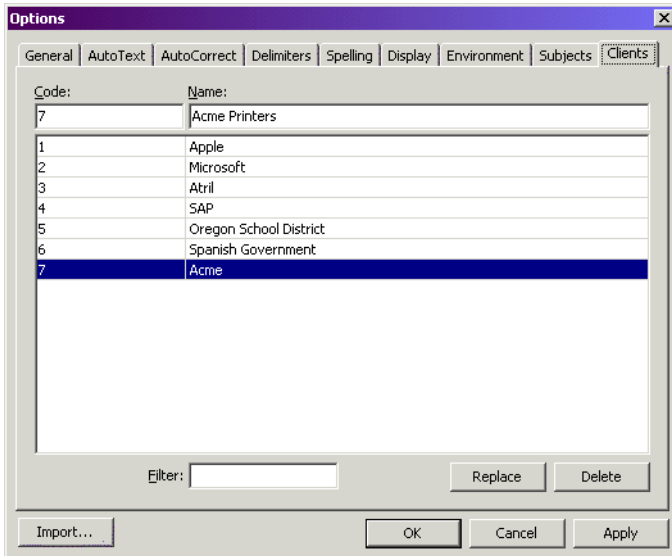 Options
General AutoText AutoCorrect Delimiters Spelling Display Environment Subjects Clients
Code: Name:
7 Acme Printers
1 Apple
2 Microsoft
3 Atril
4 SAP
5 Oregon School District
6 Spanish Government
7 Acme
Filter: Replace Delete
Import... OK Cancel Apply